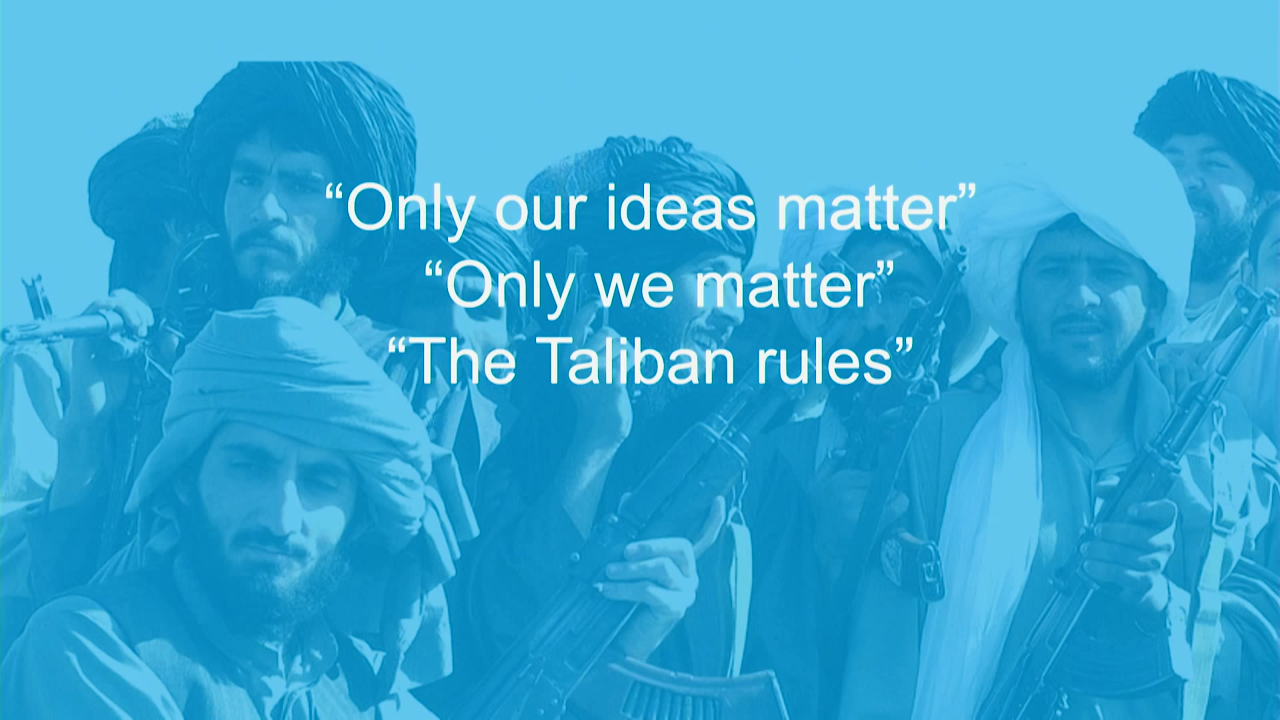 “Only our ideas matter”
“Only we matter”
“The Taliban rules”